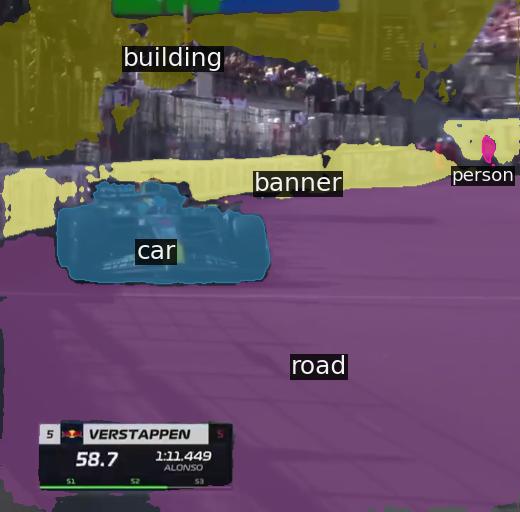 building
banner
person
car
road
5 VERSTAPPEN 5
58.7 1:11.449
ALONSO
S1 S2 S3